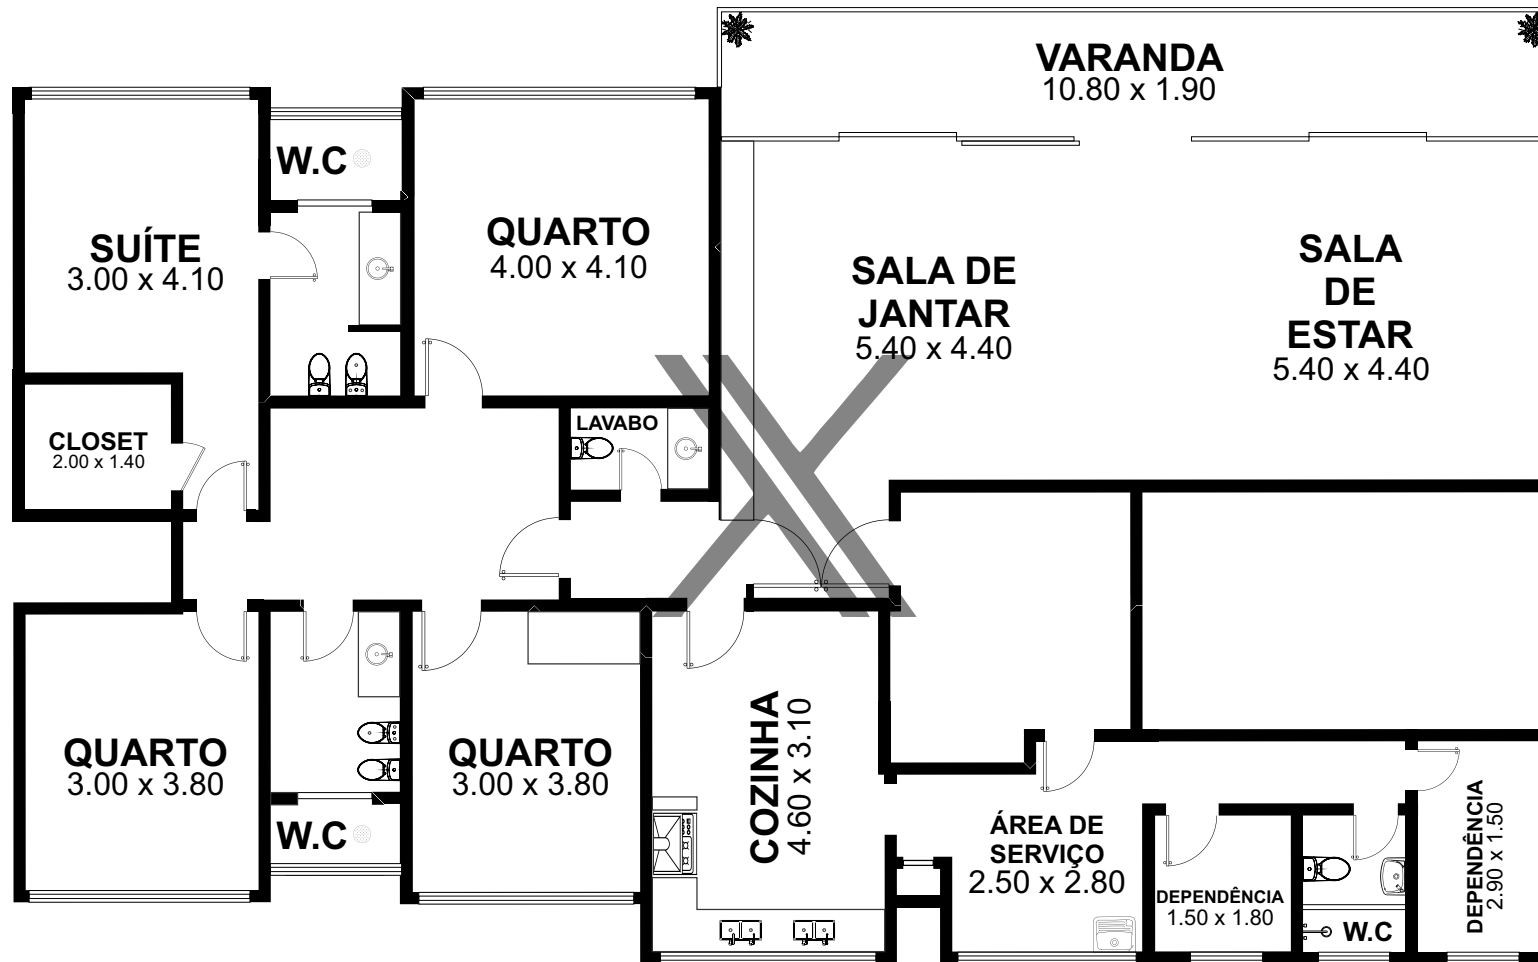 VARANDA
10.80 x 1.90
W.C
SUÍTE
3.00 x 4.10
QUARTO
4.00 x 4.10
SALA DE
JANTAR
5.40 x 4.40
SALA
DE
ESTAR
5.40 x 4.40
CLOSET
2.00 x 1.40
LAVABO
QUARTO
3.00 x 3.80
W.C
QUARTO
3.00 x 3.80
COZINHA
4.60 x 3.10
ÁREA DE
SERVIÇO
2.50 x 2.80
DEPENDÊNCIA
1.50 x 1.80
W.C
DEPENDÊNCIA
2.90 x 1.50